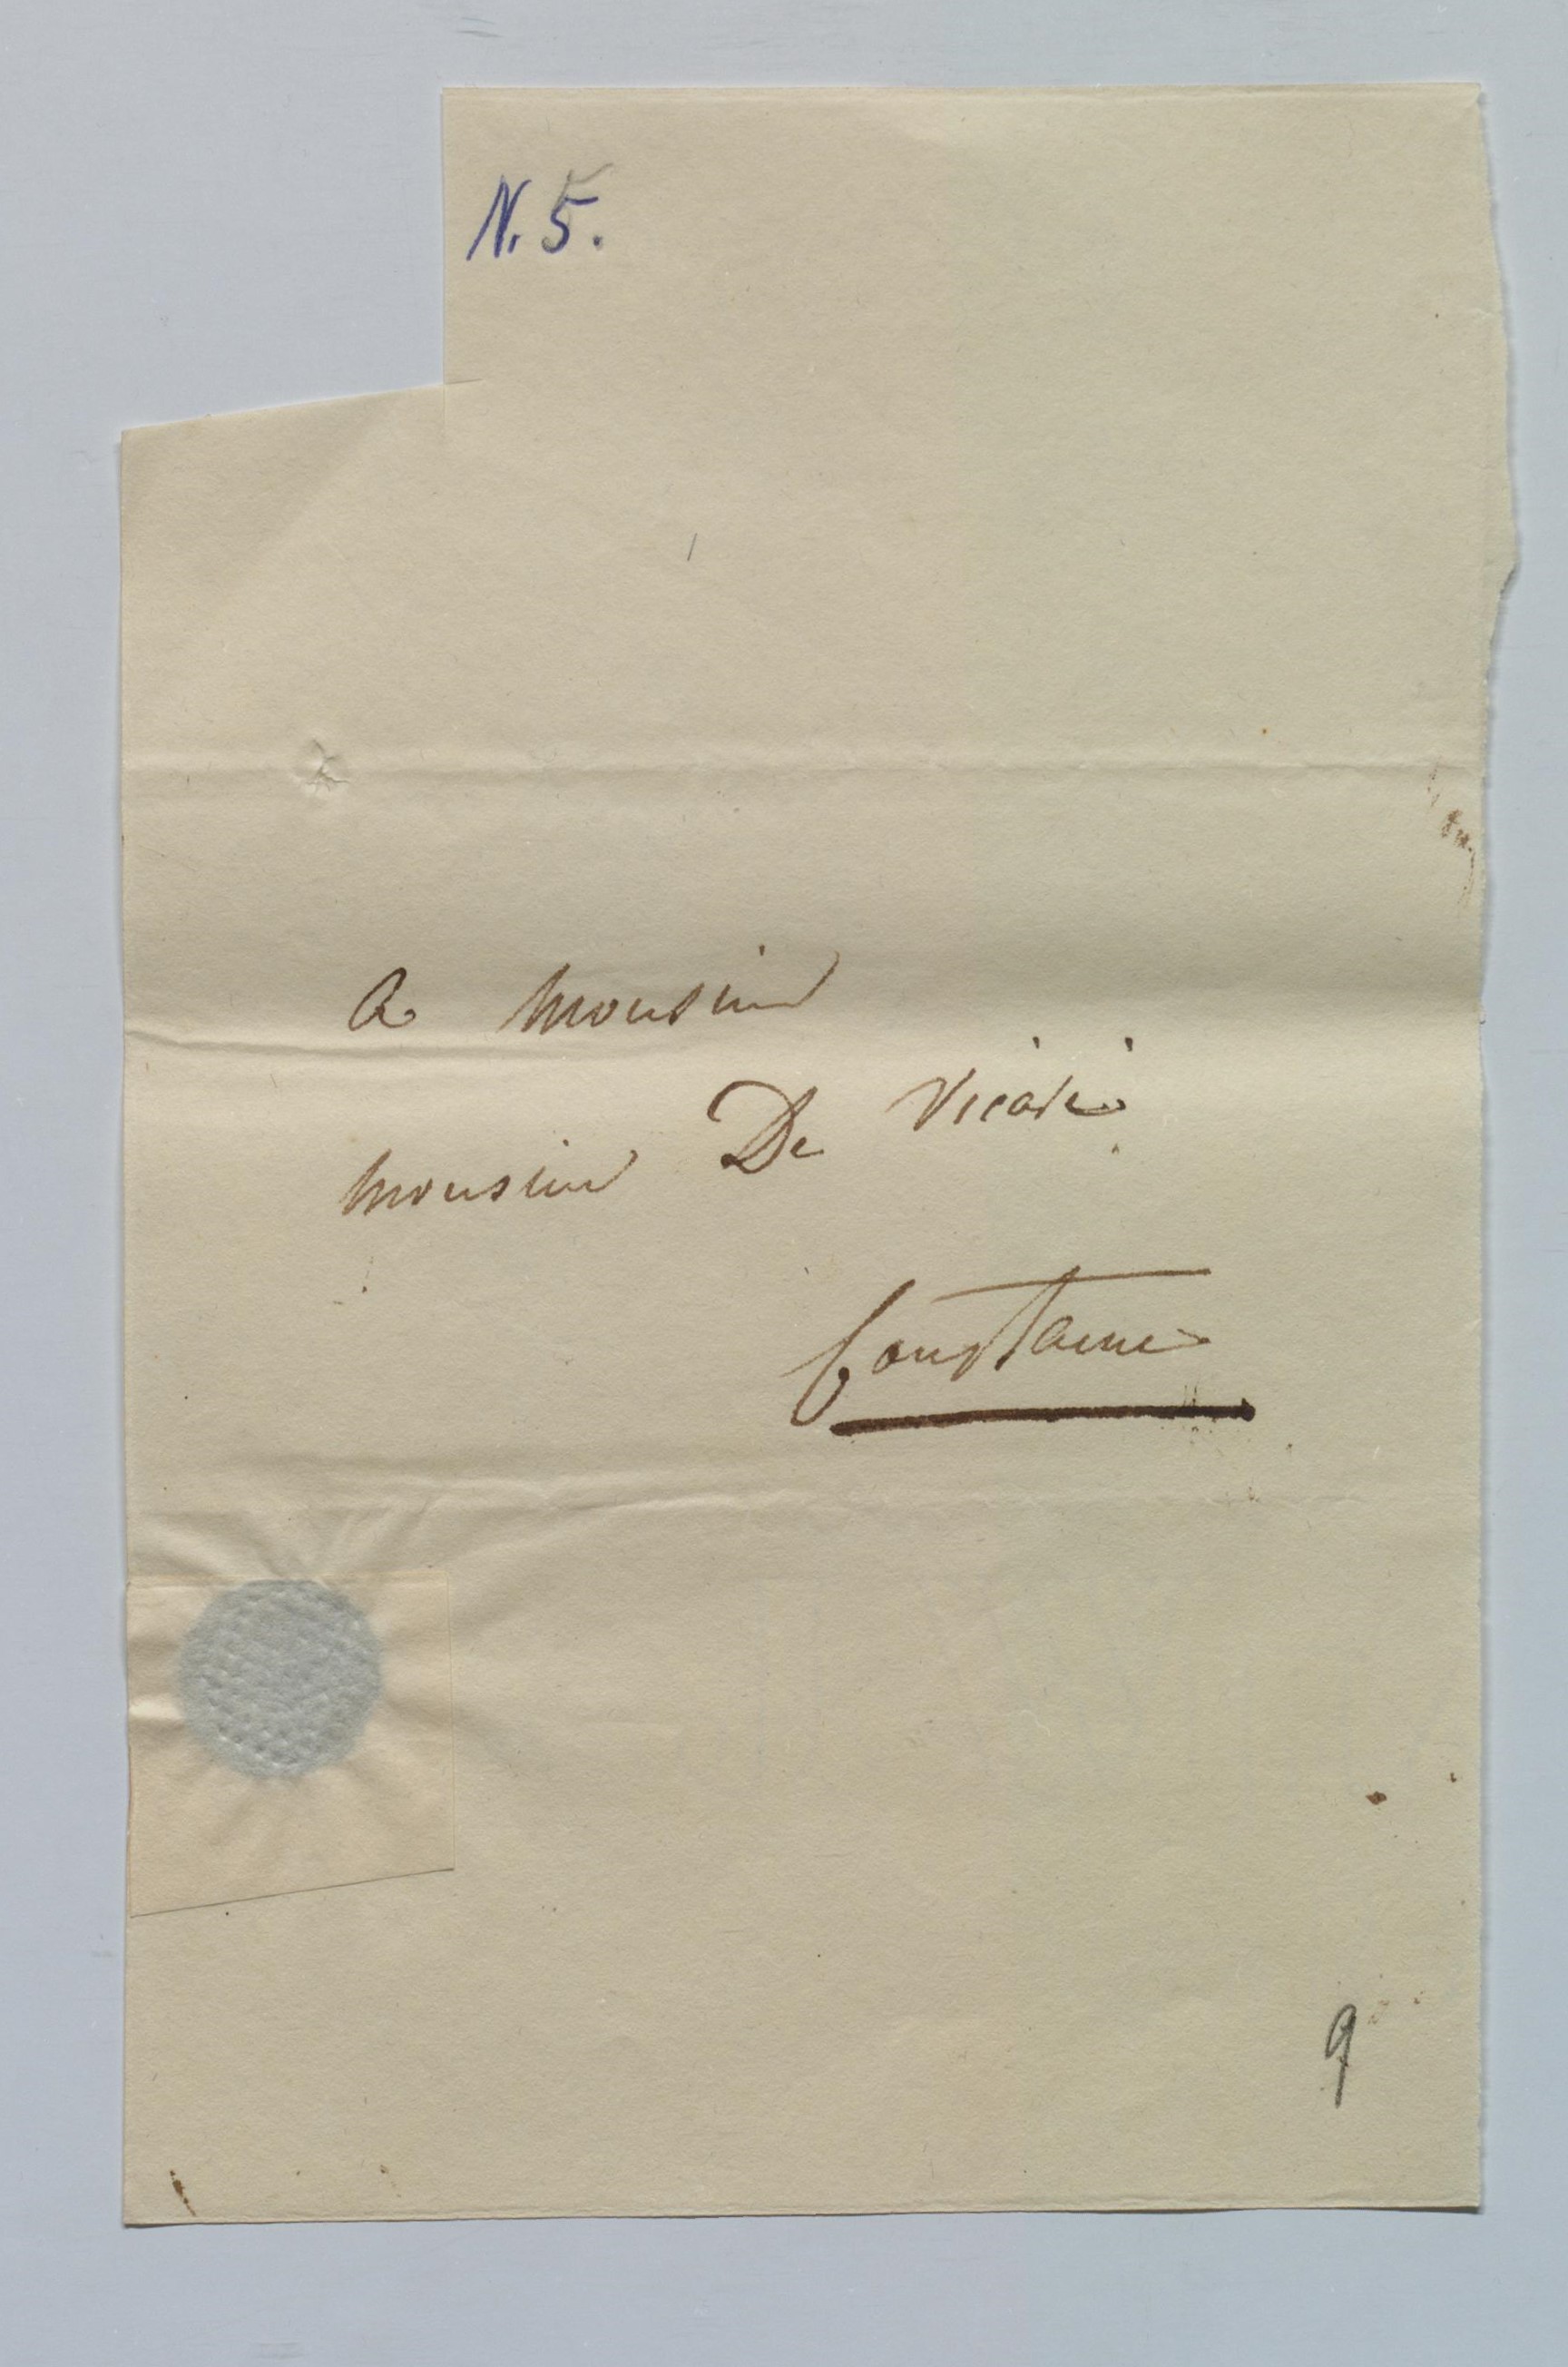 N. 5.
A Monsieur
Monsieur De Vicari
Constance
9